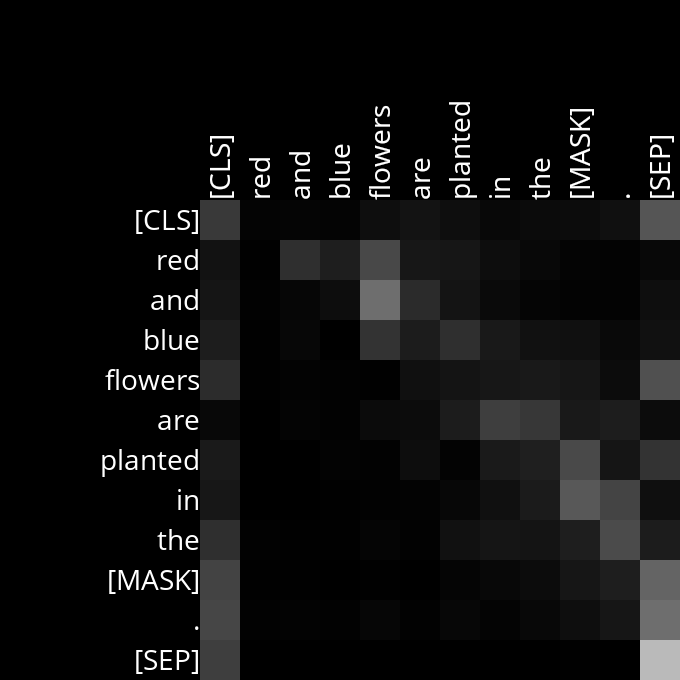 [CLS] red and blue flowers are planted in the [MASK] . [SEP]
[CLS]
red
and
blue
flowers
are
planted
in
the
[MASK]
.
[SEP]